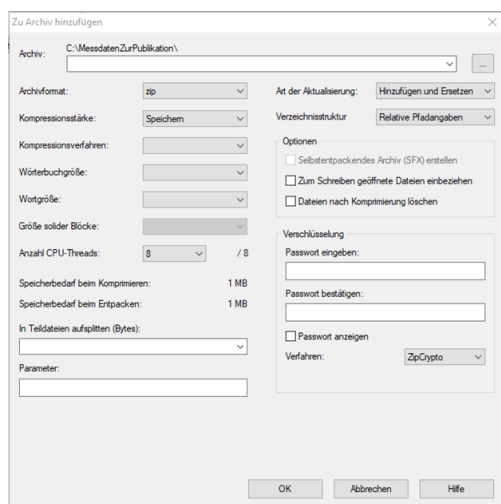 Zu Archiv hinzufügen
C:\MessdatenZurPublikation\
Archiv:
...
Archivformat: zip
Kompressionsstärke: Speichern
Kompressionsverfahren:
Wörterbuchgröße:
Wortgröße:
Größe solider Blöcke:
Anzahl CPU-Threads: 8 / 8
Speicherbedarf beim Komprimieren: 1 MB
Speicherbedarf beim Entpacken: 1 MB
In Teildateien aufsplitten (Bytes):
Parameter:
Art der Aktualisierung: Hinzufügen und Ersetzen
Verzeichnisstruktur Relative Pfadangaben
Optionen
Selbstentpackendes Archiv (SFX) erstellen
Zum Schreiben geöffnete Dateien einbeziehen
Dateien nach Komprimierung löschen
Verschlüsselung
Passwort eingeben:
Passwort bestätigen:
Passwort anzeigen
Verfahren: ZipCrypto
OK Abbrechen Hilfe